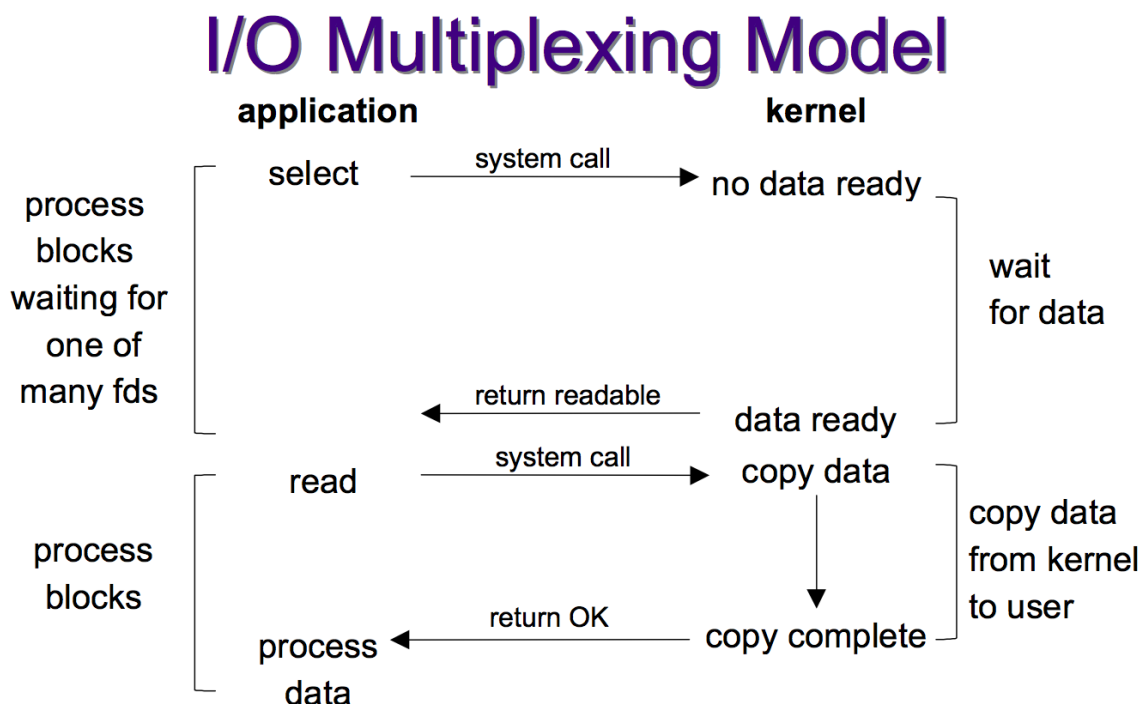 I/O Multiplexing Model
application
kernel
select
system call
no data ready
process
blocks
waiting for
one of
many fds
wait
for data
return readable
data ready
read
system call
copy data
process
blocks
copy data
from kernel
to user
return OK
copy complete
process
data